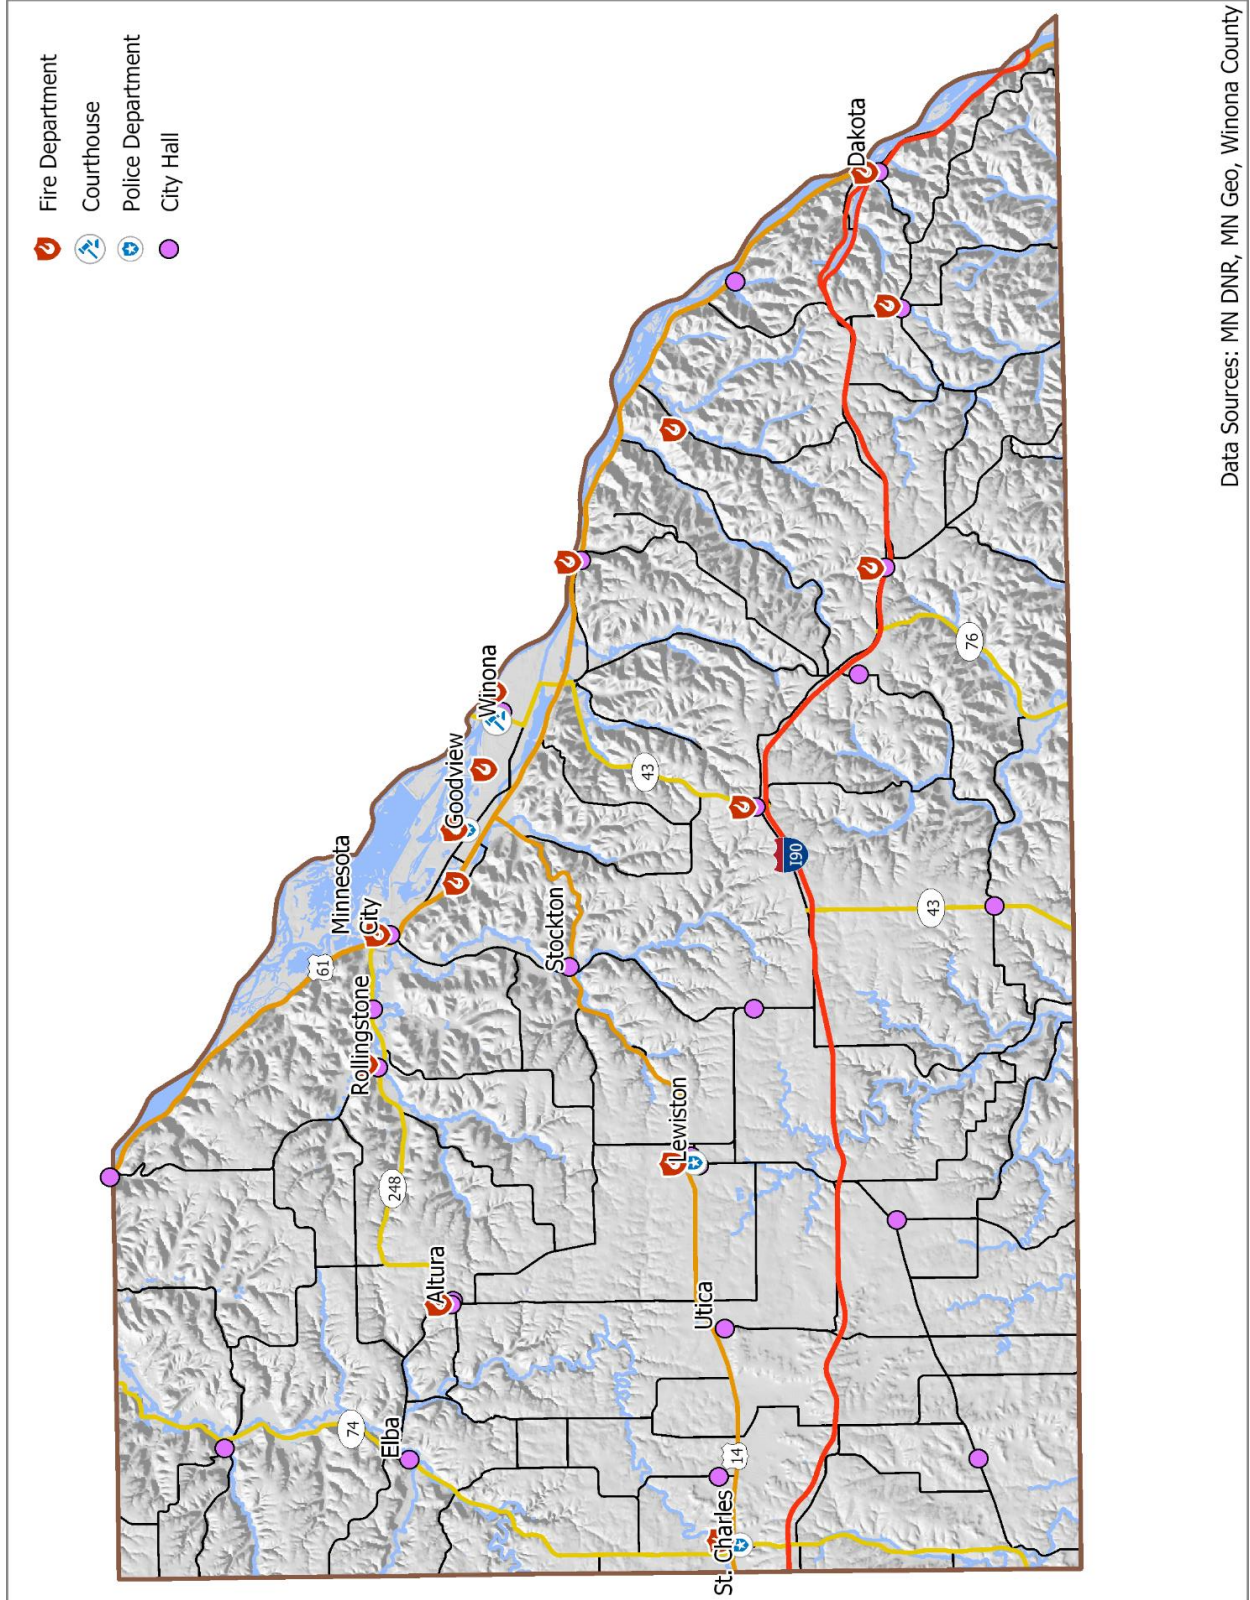 Fire Department
Courthouse
Police Department
City Hall
Dakota
Winona
Goodview
Minnesota
City
Stockton
Rollingstone
Lewiston
Altura
Utica
Elba
St. Charles
61
248
74
14
43
43
76
I90
Data Sources: MN DNR, MN Geo, Winona County